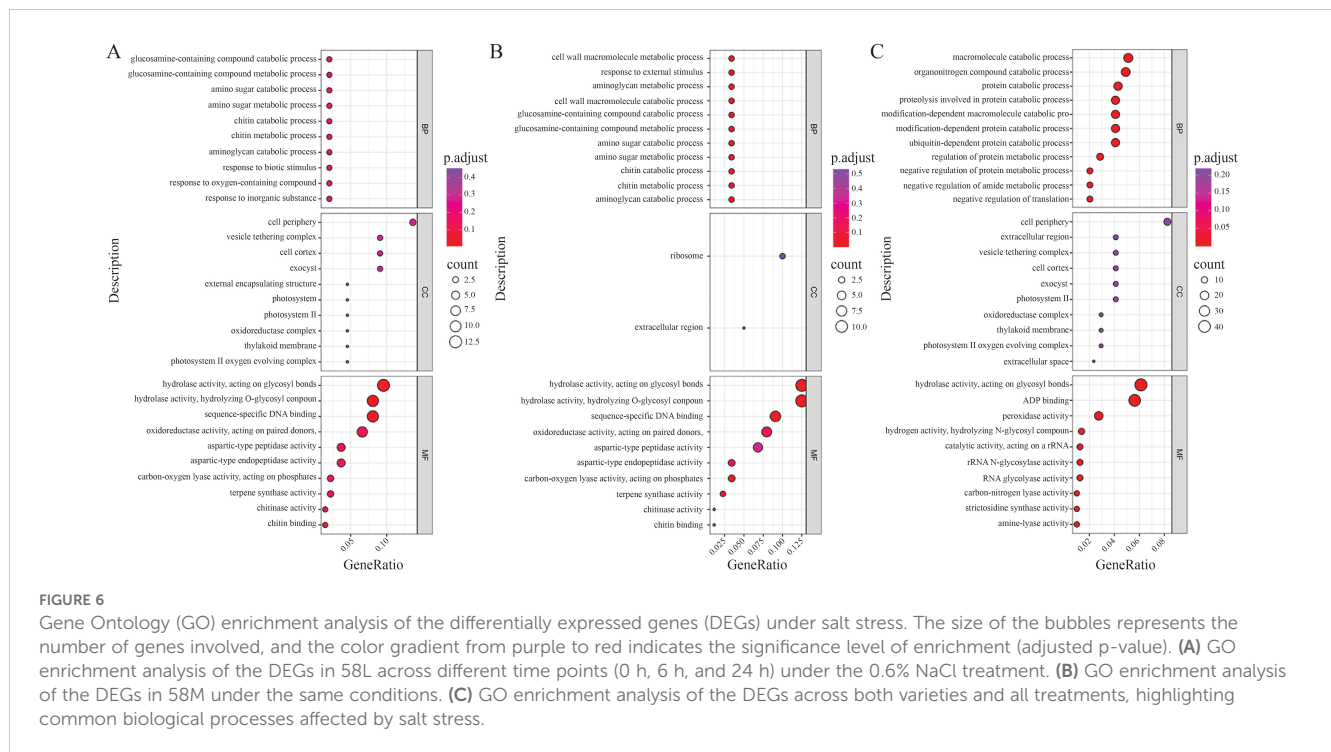 A
glucosamine-containing compound catabolic process
glucosamine-containing compound metabolic process
amino sugar catabolic process
amino sugar metabolic process
chitin catabolic process
chitin metabolic process
aminoglycan catabolic process
response to biotic stimulus
response to oxygen-containing compound
response to inorganic substance
BP
cell periphery
vesicle tethering complex
cell cortex
exocyst
external encapsulating structure
photosystem
photosystem II
oxidoreductase complex
thylakoid membrane
photosystem II oxygen evolving complex
CC
hydrolase activity, acting on glycosyl bonds
hydrolase activity, hydrolyzing O-glycosyl conpoun
sequence-specific DNA binding
oxidoreductase activity, acting on paired donors,
aspartic-type peptidase activity
aspartic-type endopeptidase activity
carbon-oxygen lyase activity, acting on phosphates
terpene synthase activity
chitinase activity
chitin binding
MF
0.05
0.10
GeneRatio
Description
p.adjust
0.4
0.3
0.2
0.1
count
2.5
5.0
7.5
10.0
12.5
B
cell wall macromolecule metabolic process
response to external stimulus
aminoglycan metabolic process
cell wall macromolecule catabolic process
glucosamine-containing compound catabolic process
glucosamine-containing compound metabolic process
amino sugar catabolic process
amino sugar metabolic process
chitin catabolic process
chitin metabolic process
aminoglycan catabolic process
BP
ribosome
extracellular region
CC
hydrolase activity, acting on glycosyl bonds
hydrolase activity, hydrolyzing O-glycosyl compoun
sequence-specific DNA binding
oxidoreductase activity, acting on paired donors,
aspartic-type peptidase activity
aspartic-type endopeptidase activity
carbon-oxygen lyase activity, acting on phosphates
terpene synthase activity
chitinase activity
chitin binding
MF
0.025
0.050
0.075
0.100
0.125
GeneRatio
Description
p.adjust
0.5
0.4
0.3
0.2
0.1
count
2.5
5.0
7.5
10.0
C
macromolecule catabolic process
organonitrogen compound catabolic process
protein catabolic process
proteolysis involved in protein catabolic process
modification-dependent macromolecule catabolic pro
modification-dependent protein catabolic process
ubiquitin-dependent protein catabolic process
regulation of protein metabolic process
negative regulation of protein metabolic process
negative regulation of amide metabolic process
negative regulation of translation
BP
cell periphery
extracellular region
vesicle tethering complex
cell cortex
exocyst
photosystem II
oxidoreductase complex
thylakoid membrane
photosystem II oxygen evolving complex
extracellular space
CC
hydrolase activity, acting on glycosyl bonds
ADP binding
peroxidase activity
hydrogen activity, hydrolyzing N-glycosyl compoun
catalytic activity, acting on a rRNA
rRNA N-glycosylase activity
RNA glycolyase activity
carbon-nitrogen lyase activity
strictosidine synthase activity
amine-lyase activity
MF
0.02
0.04
0.06
0.08
GeneRatio
Description
p.adjust
0.20
0.15
0.10
0.05
count
10
20
30
40
FIGURE 6
Gene Ontology (GO) enrichment analysis of the differentially expressed genes (DEGs) under salt stress. The size of the bubbles represents the
number of genes involved, and the color gradient from purple to red indicates the significance level of enrichment (adjusted p-value). (A) GO
enrichment analysis of the DEGs in 58L across different time points (0 h, 6 h, and 24 h) under the 0.6% NaCl treatment. (B) GO enrichment analysis
of the DEGs in 58M under the same conditions. (C) GO enrichment analysis of the DEGs across both varieties and all treatments, highlighting
common biological processes affected by salt stress.